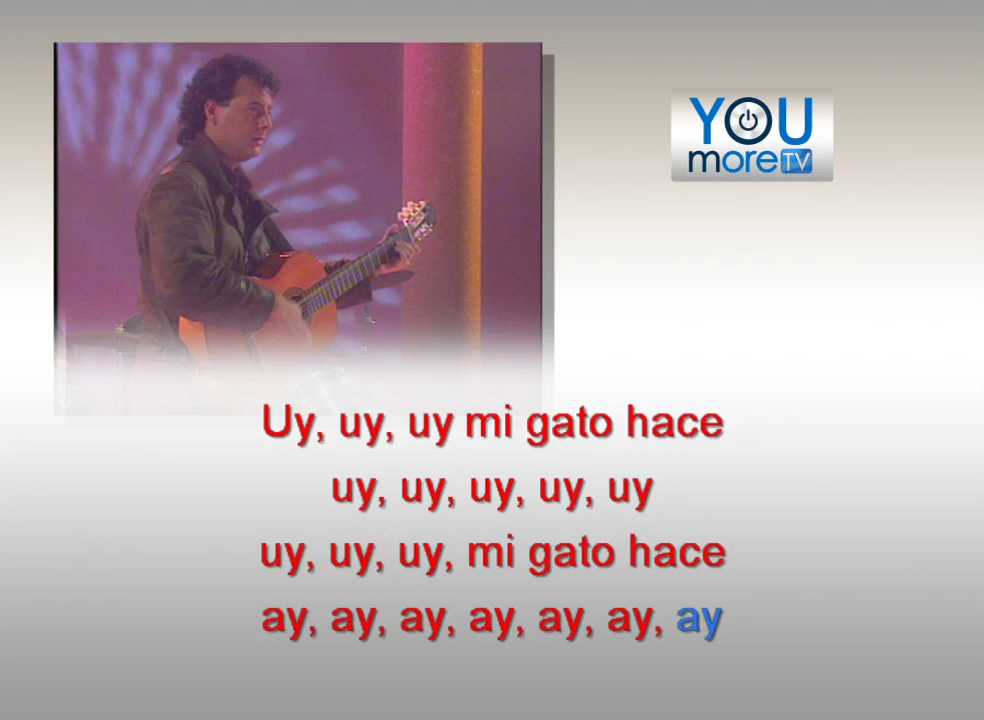 YOU
moreTV
Uy, uy, uy mi gato hace
uy, uy, uy, uy, uy
uy, uy, uy, mi gato hace
ay, ay, ay, ay, ay, ay, ay